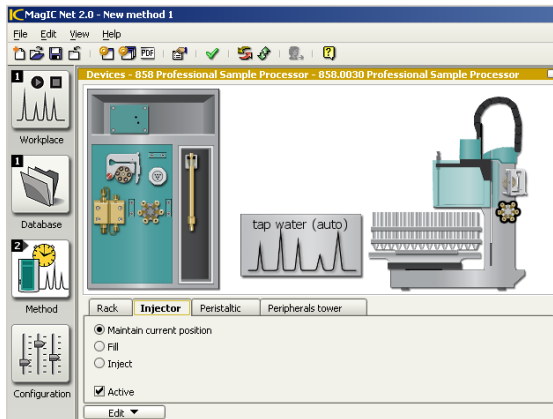 MagIC Net 2.0 - New method 1
File Edit View Help
PDF
Devices - 858 Professional Sample Processor - 858.0030 Professional Sample Processor
1
Workplace
1
Database
2
Method
Configuration
tap water (auto)
Rack Injector Peristaltic Peripherals tower
Maintain current position
Fill
Inject
Active
Edit